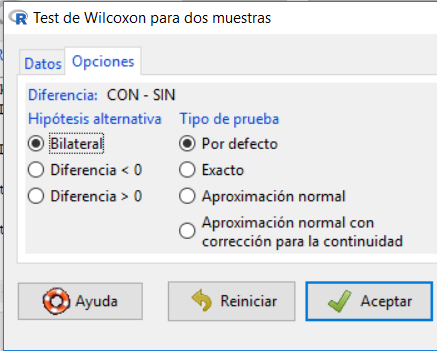 Test de Wilcoxon para dos muestras
Datos Opciones
Diferencia: CON - SIN
Hipótesis alternativa Tipo de prueba
Bilateral Por defecto
Diferencia < 0 Exacto
Diferencia > 0 Aproximación normal
Aproximación normal con
corrección para la continuidad
Ayuda Reiniciar Aceptar